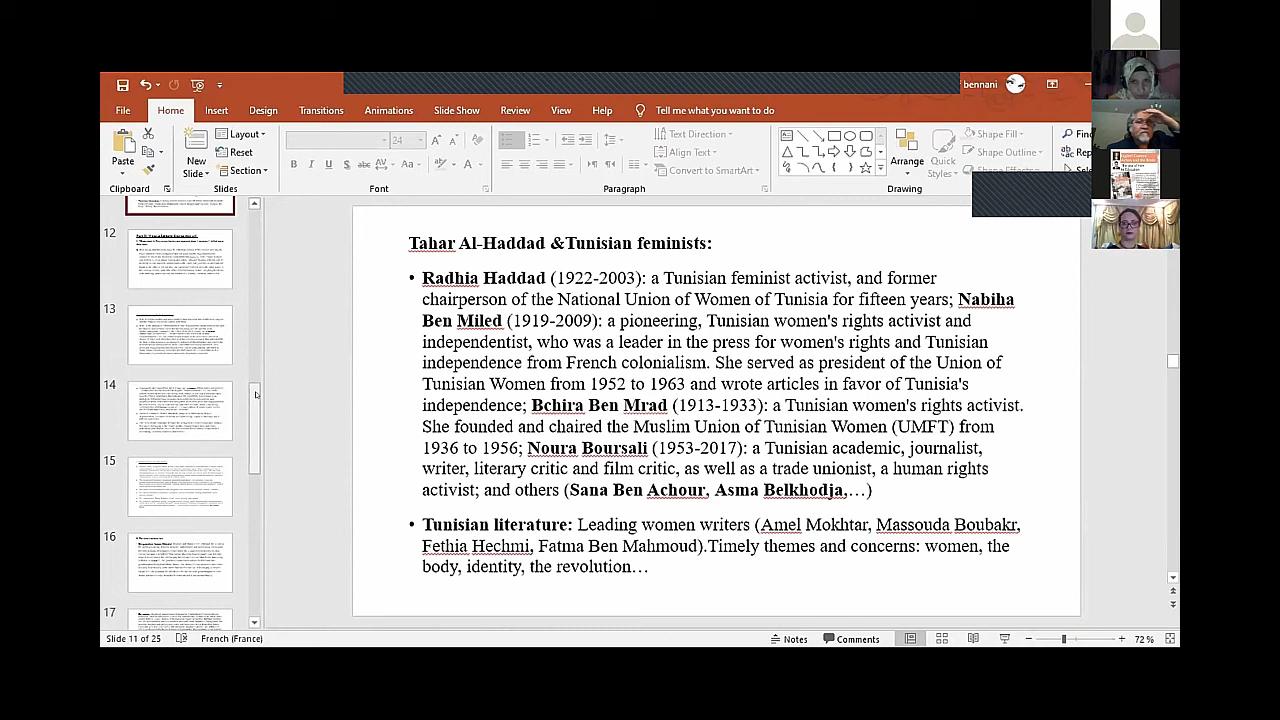 bennani
File Home Insert Design Transitions Animations Slide Show Review View Help Tell me what you want to do
Paste
New
Slide
Layout
Reset
Section
24
Text Direction
Align Text
Convert to SmartArt
Arrange
Quick
Styles
Shape Fill
Shape Outline
Shape Effects
Clipboard Slides Font Paragraph Drawing
12
13
14
15
16
17
Tahar Al-Haddad & Tunisian feminists:
• Radhia Haddad (1922-2003): a Tunisian feminist activist, and former
chairperson of the National Union of Women of Tunisia for fifteen years; Nabiha
Ben Miled (1919-2009): a pioneering, Tunisian women's right activist and
independentist, who was a pioneer in the press for women's rights and Tunisian
independence from French colonialism. She served as president of the Union of
Tunisian Women from 1952 to 1963 and wrote articles in favor of Tunisia's
independence; Bchira Ben Mrad (1913-1933): a Tunisian women rights activist.
She founded and chaired the Muslim Union of Tunisian Women (UMFT) from
1936 to 1956; Noura Boursali (1953-2017): a Tunisian academic, journalist,
writer, literary critic and film critic, as well as a trade unionist, human rights
activist; and others (Sanaa Ben Achour, Asma Belkhodja, …)
• Tunisian literature: Leading women writers (Amel Mokhtar, Massouda Boubakr,
Fethia Hechmi, Fatma Ben Mahmoud).Timely themes and concerns: women, the
body, identity, the revolution…
Slide 11 of 25 French (France) Notes Comments 72 %